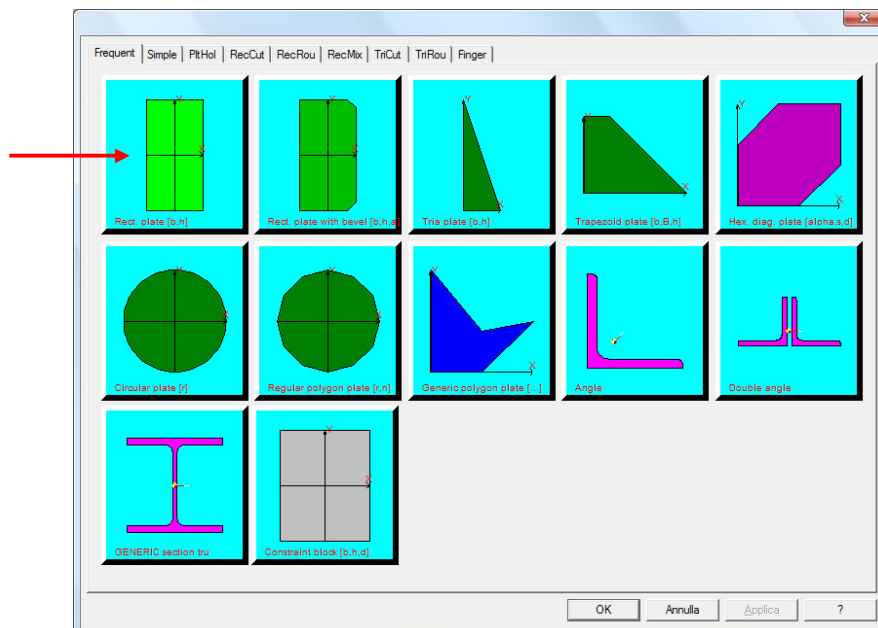 Frequent Simple PltHol RecCut RecRou RecMix TriCut TriRou Finger
Y X Y X Y X Y X Y X
Rect. plate [b,h] Rect. plate with bevel [b,h,a] Tria plate [b,h] Trapezoid plate [b,B,h] Hex. diag. plate [alpha,s,d]
Y X Y X Y X
Circular plate [r] Regular polygon plate [r,n] Generic polygon plate [...] Angle Double angle
Y X
GENERIC section tru Constraint block [b,h,d]
OK Annulla Applica ?